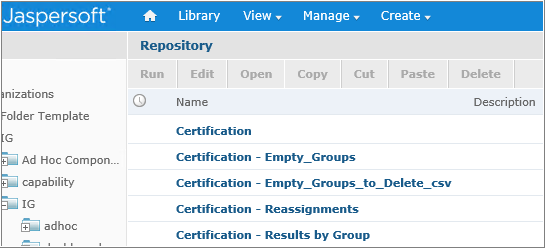 Jaspersoft® Library View Manage Create
Repository
Run Edit Open Copy Cut Paste Delete
Name Description
Certification
Certification - Empty_Groups
Certification - Empty_Groups_to_Delete_csv
Certification - Reassignments
Certification - Results by Group
anizations
Folder Template
IG
Ad Hoc Compon...
capability
IG
adhoc